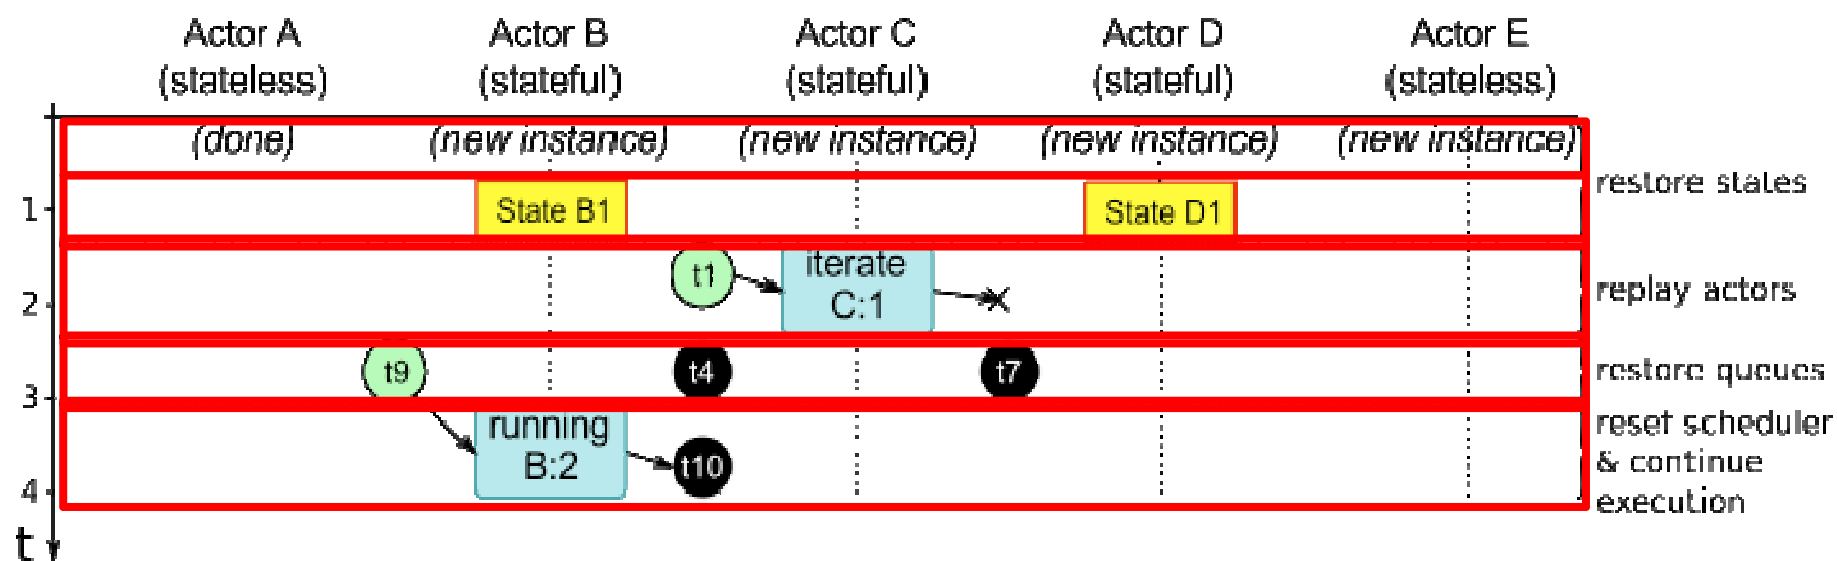 Actor A Actor B Actor C Actor D Actor E
(stateless) (stateful) (stateful) (stateful) (stateless)
(done) (new instance) (new instance) (new instance) (new instance)
restore states
1 State B1 State D1
t1 iterate
C:1
replay actors
2
t9 t4 t7 restore queues
3
running
B:2
t10
reset scheduler
& continue
execution
4
t